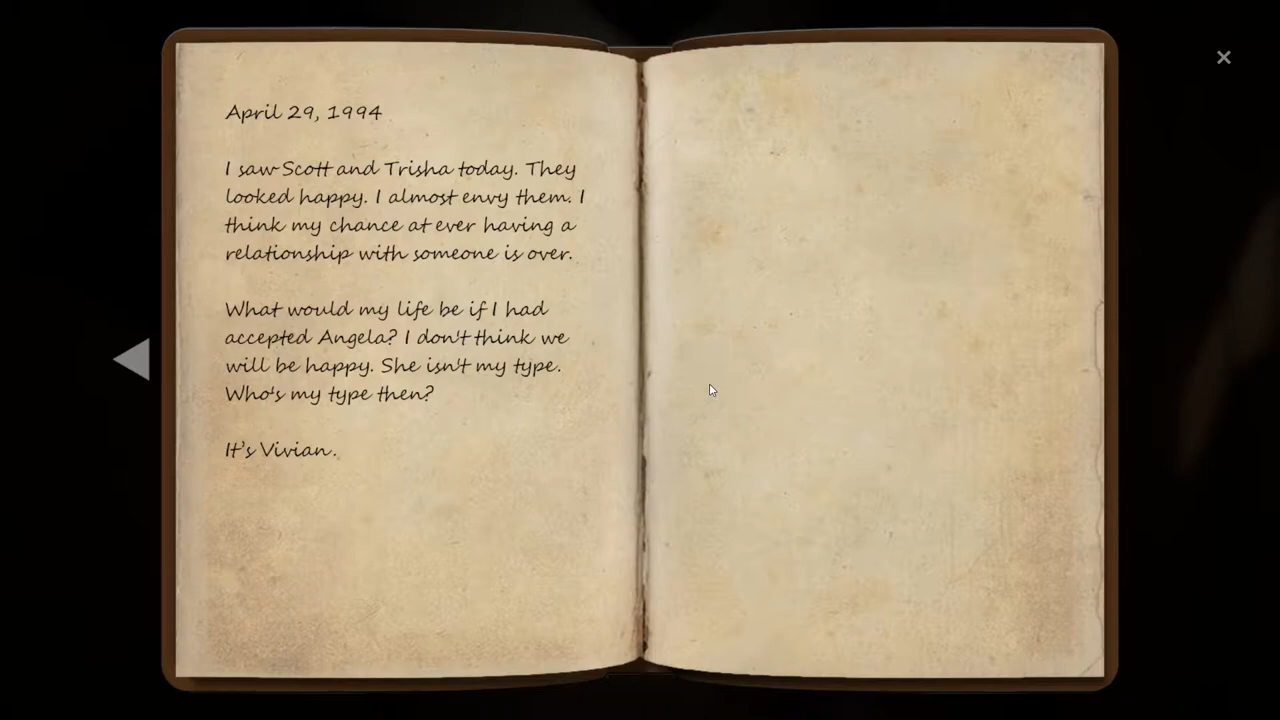 April 29, 1994
I saw Scott and Trisha today. They
looked happy. I almost envy them. I
think my chance at ever having a
relationship with someone is over.
What would my life be if I had
accepted Angela? I don't think we
will be happy. She isn't my type.
Who's my type then?
It's Vivian.